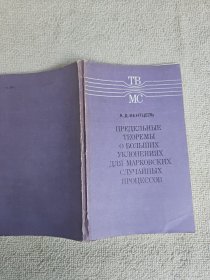 ТВ
МС
А. Д. ВЕНТЦЕЛЬ
ПРЕДЕЛЬНЫЕ
ТЕОРЕМЫ
О БОЛЬШИХ
УКЛОНЕНИЯХ
ДЛЯ МАРКОВСКИХ
СЛУЧАЙНЫХ
ПРОЦЕССОВ